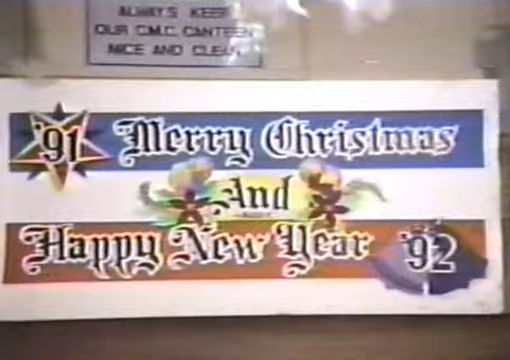 ALWAYS KEEP
OUR C.M.C. CANTEEN
NICE AND CLEAN
'91 Merry Christmas
And
Happy New Year '92